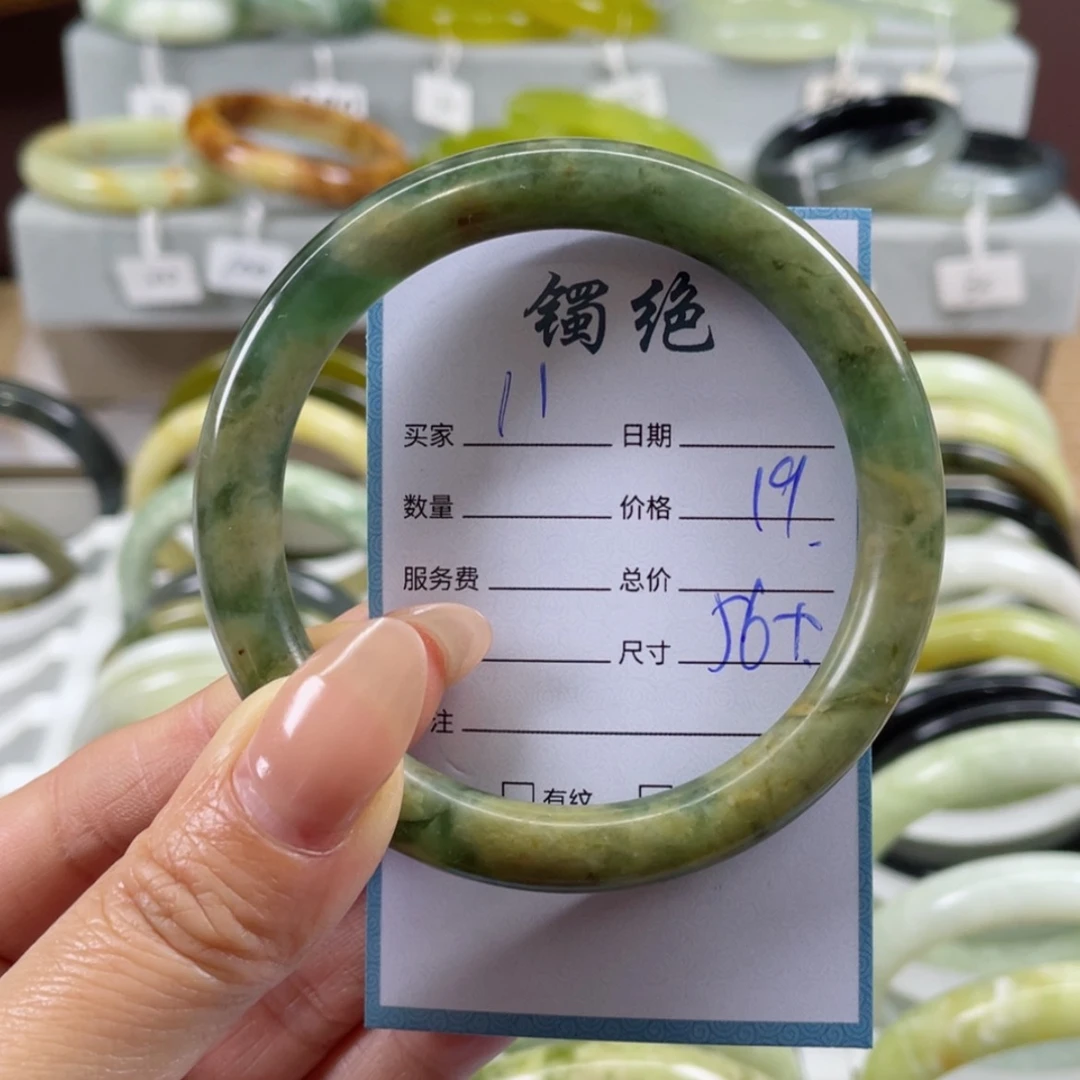 镯绝
11
买家 日期
数量 价格 19.-
服务费 总价
尺寸 56+
注
有纹